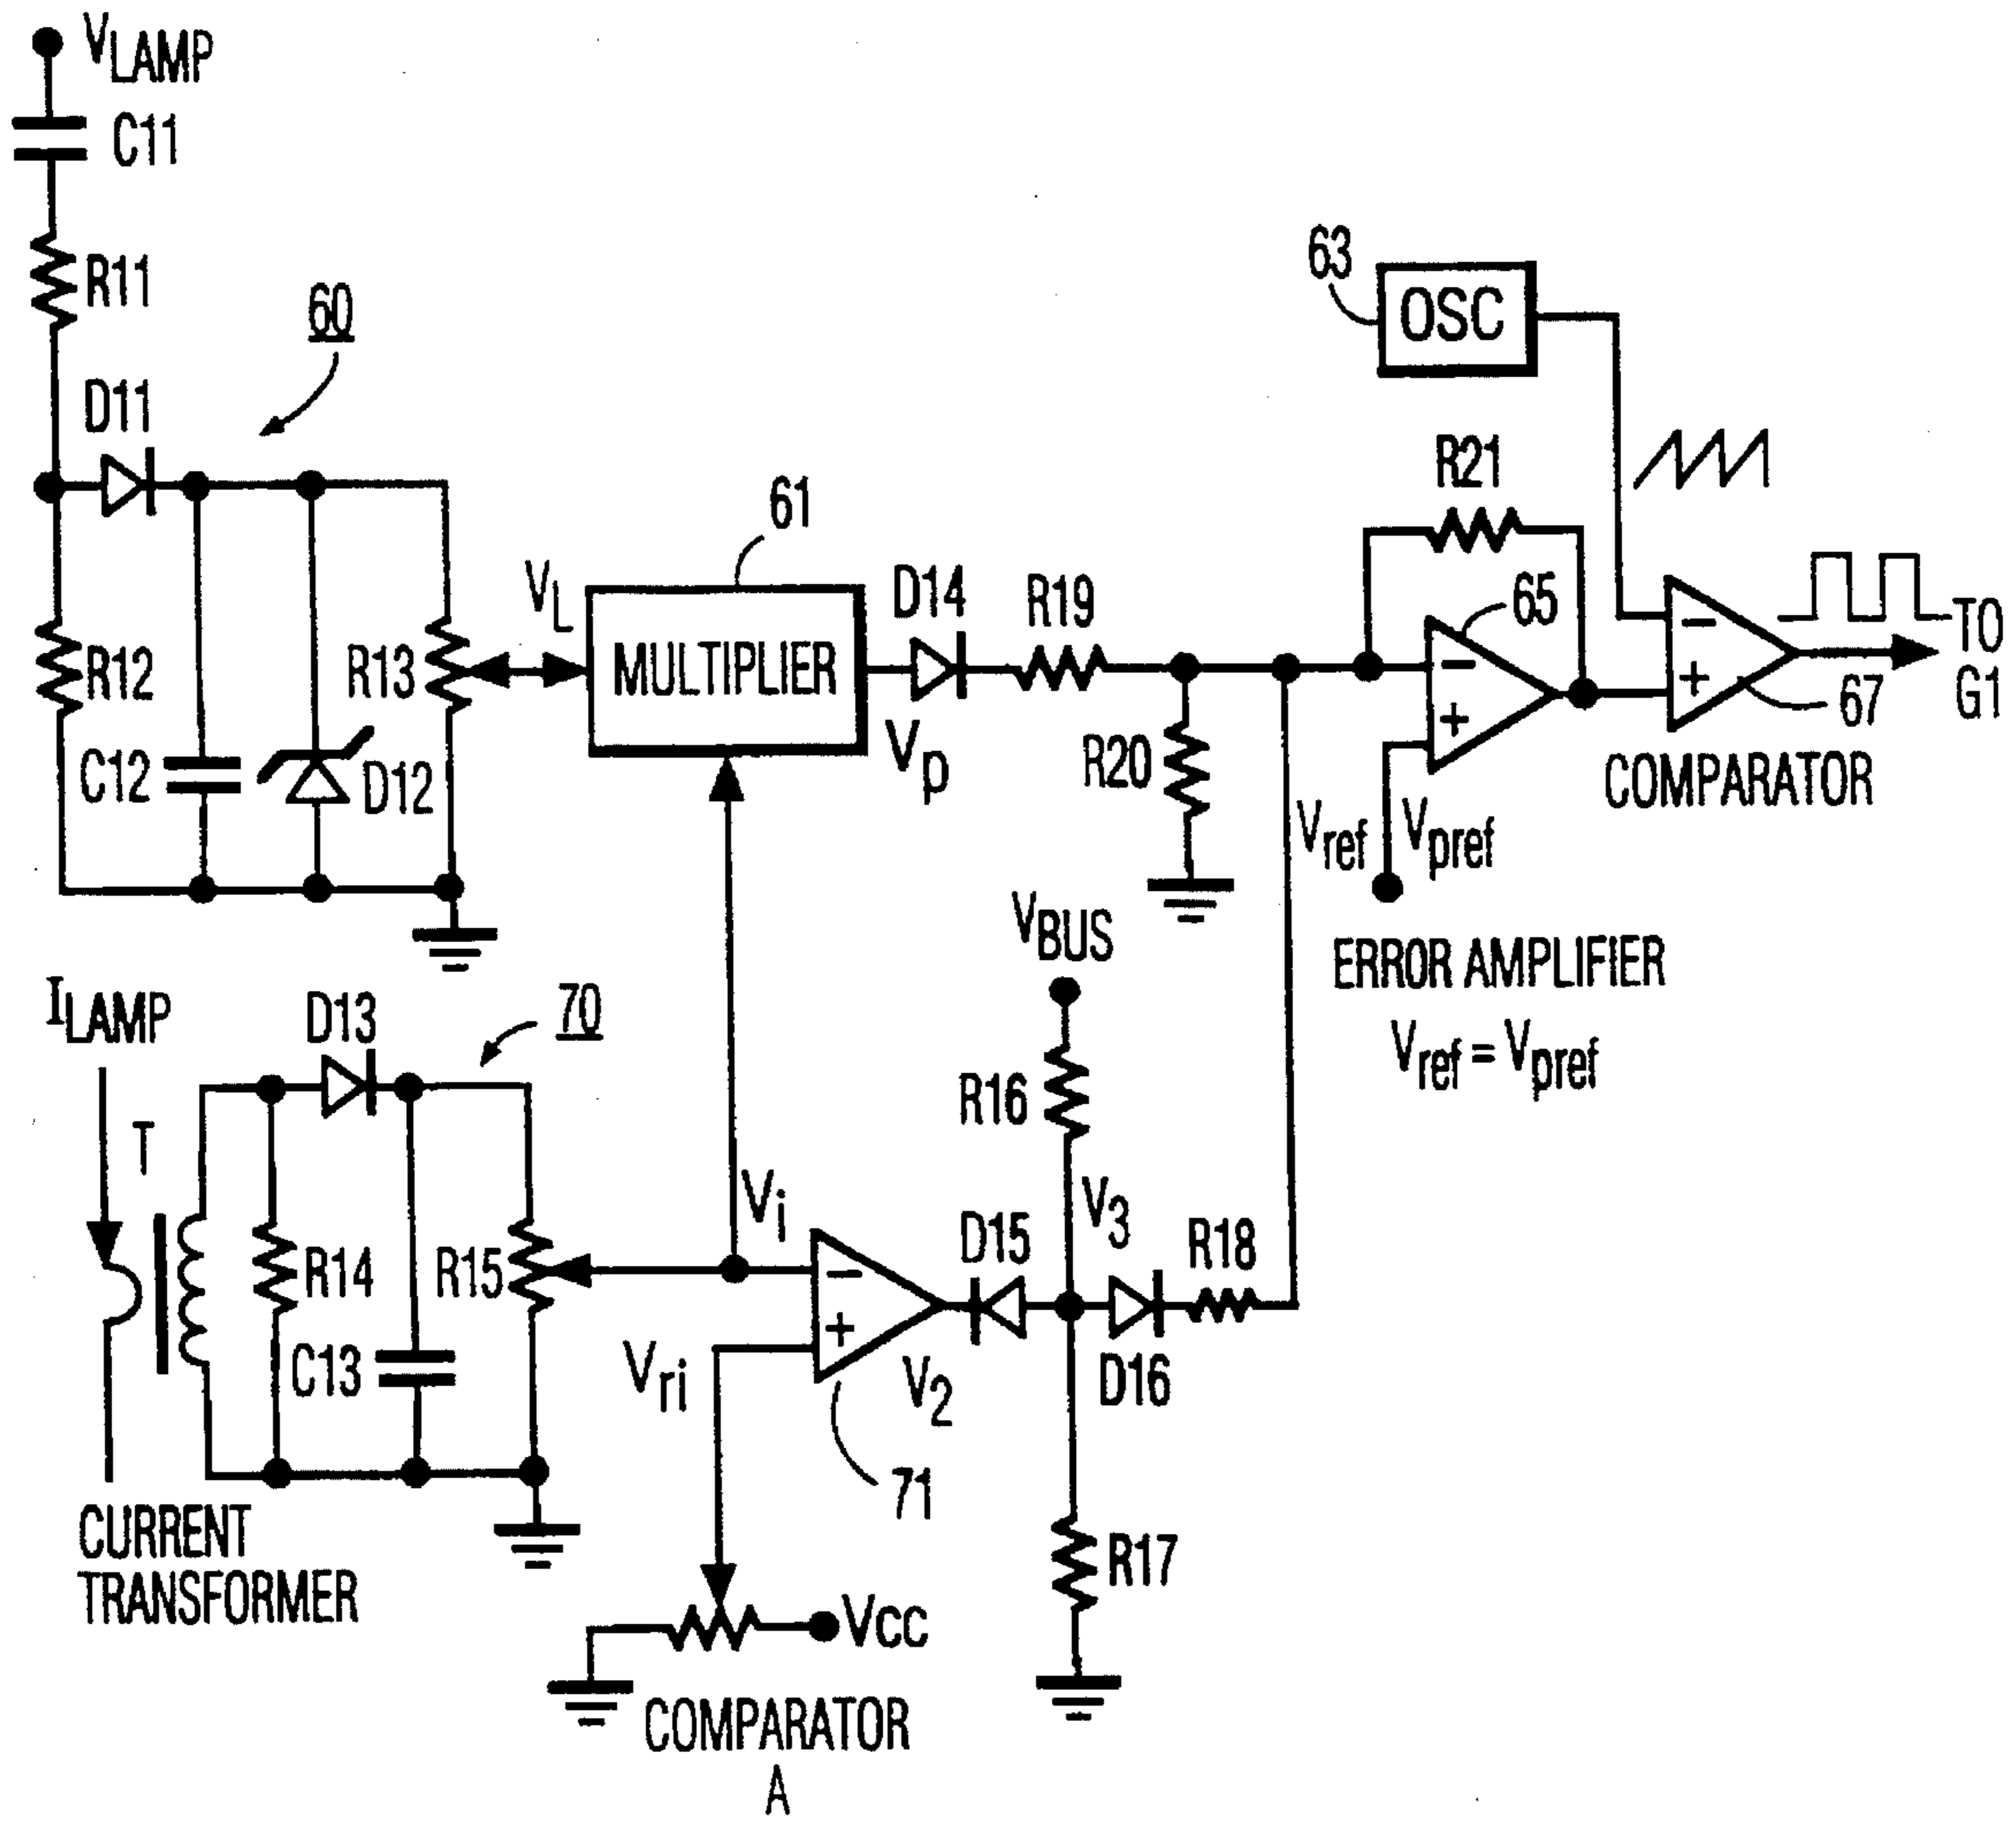 VLAMP
C11
R11
60
D11
63
OSC
R21
61
VL
MULTIPLIER
D14
R19
65
TO
G1
R12
R13
C12
D12
Vp
R20
67
COMPARATOR
Vref
Vpref
VBUS
ERROR AMPLIFIER
Vref = Vpref
ILAMP
D13
70
R16
T
Vi
V3
D15
R18
R14
R15
C13
Vri
V2
D16
71
R17
CURRENT
TRANSFORMER
VCC
COMPARATOR
A